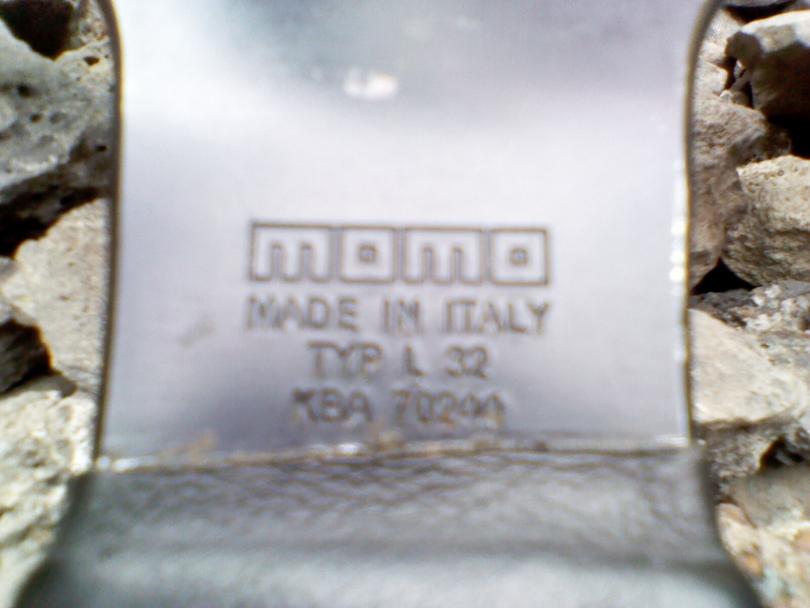 momo
MADE IN ITALY
TYP L 32
KBA 70244